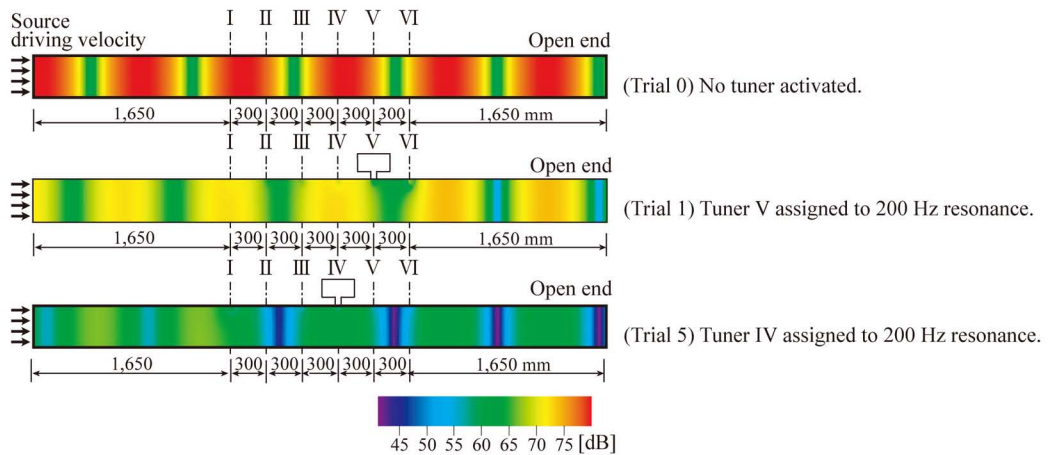 Source
driving velocity
I II III IV V VI
Open end
(Trial 0) No tuner activated.
1,650 300 300 300 300 300 1,650 mm
I II III IV V VI
Open end
(Trial 1) Tuner V assigned to 200 Hz resonance.
1,650 300 300 300 300 300 1,650 mm
I II III IV V VI
Open end
(Trial 5) Tuner IV assigned to 200 Hz resonance.
1,650 300 300 300 300 300 1,650 mm
45 50 55 60 65 70 75 [dB]